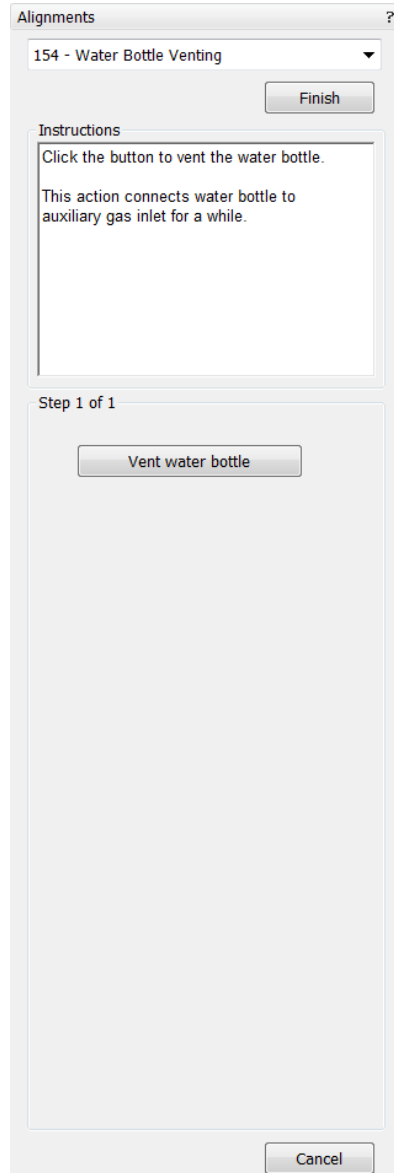 Alignments ?
154 - Water Bottle Venting
Finish
Instructions
Click the button to vent the water bottle.
This action connects water bottle to
auxiliary gas inlet for a while.
Step 1 of 1
Vent water bottle
Cancel